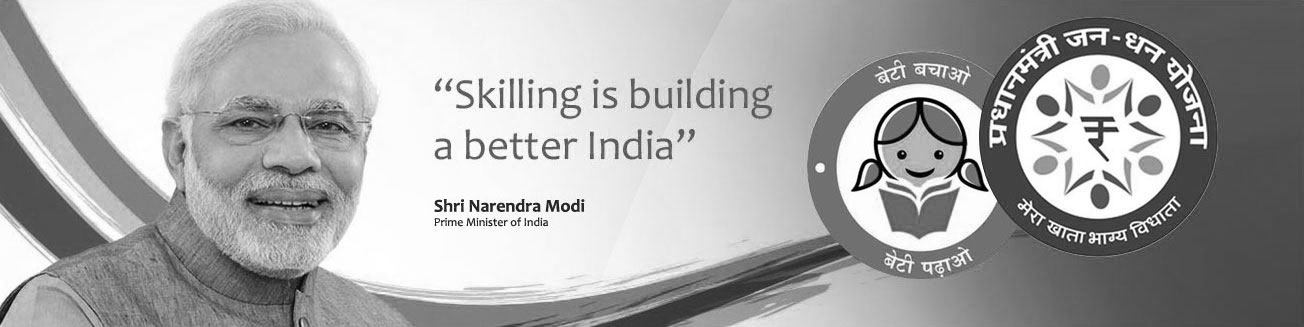 “Skilling is building
a better India”
Shri Narendra Modi
Prime Minister of India
बेटी बचाओ
बेटी पढ़ाओ
प्रधानमंत्री जन-धन योजना
₹
मेरा खाता भाग्य विधाता